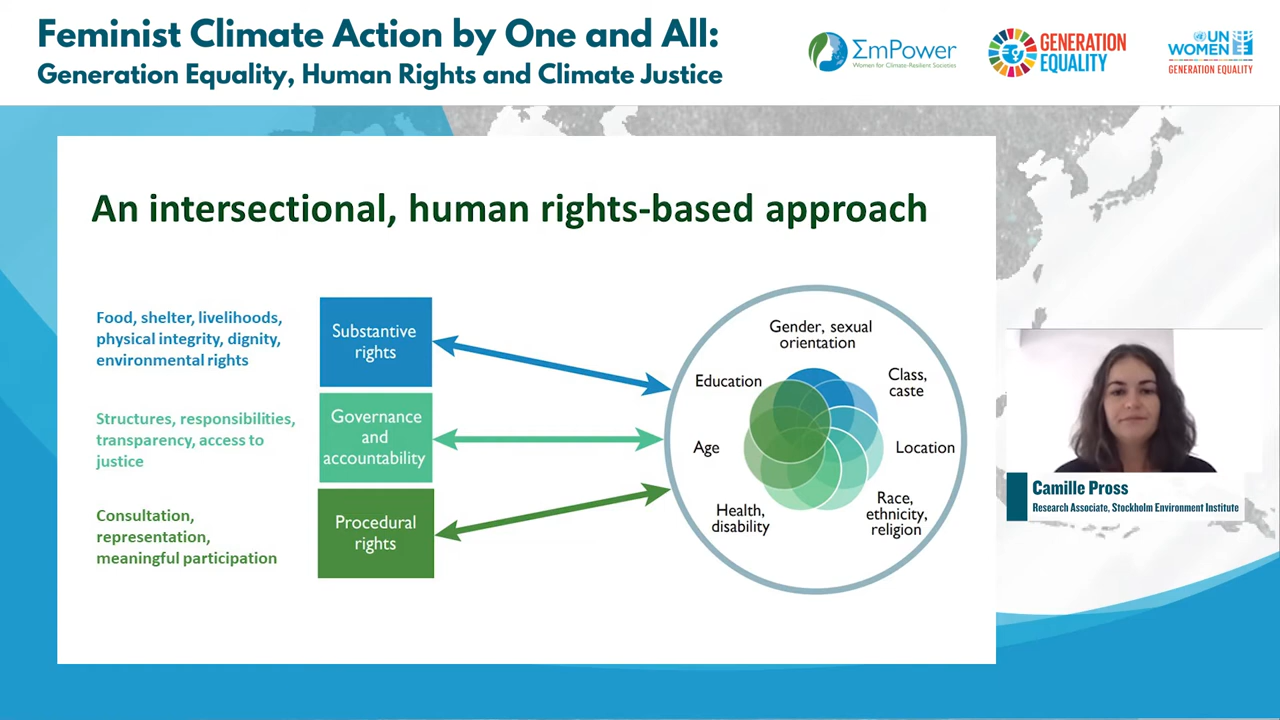 Feminist Climate Action by One and All:
Generation Equality, Human Rights and Climate Justice
ΣmPower
Women for Climate-Resilient Societies
GENERATION
EQUALITY
UN
WOMEN
GENERATION EQUALITY
An intersectional, human rights-based approach
Food, shelter, livelihoods,
physical integrity, dignity,
environmental rights
Substantive
rights
Structures, responsibilities,
transparency, access to
justice
Governance
and
accountability
Consultation,
representation,
meaningful participation
Procedural
rights
Gender, sexual
orientation
Education
Class,
caste
Age
Location
Health,
disability
Race,
ethnicity,
religion
Camille Pross
Research Associate, Stockholm Environment Institute